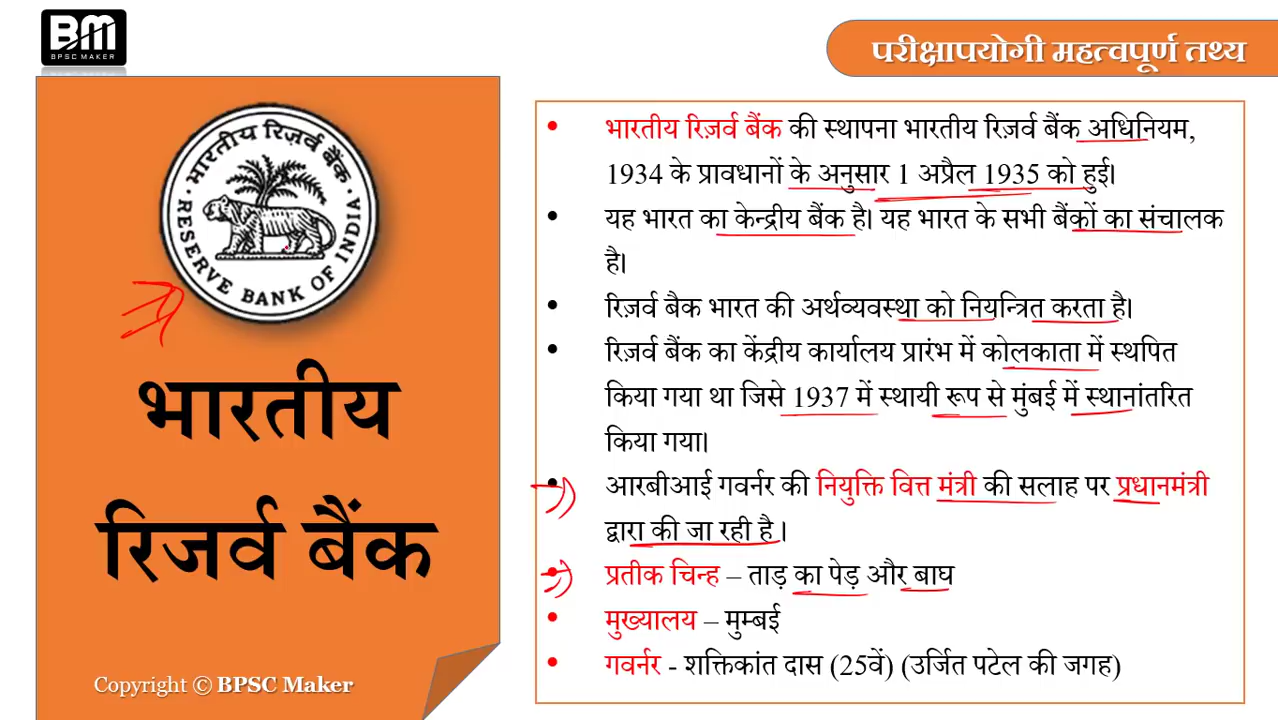 BM
BPSC MAKER
परीक्षापयोगी महत्वपूर्ण तथ्य
भारतीय रिज़र्व बैंक
RESERVE BANK OF INDIA
भारतीय
रिजर्व बैंक
Copyright © BPSC Maker
• भारतीय रिज़र्व बैंक की स्थापना भारतीय रिज़र्व बैंक अधिनियम,
1934 के प्रावधानों के अनुसार 1 अप्रैल 1935 को हुई।
• यह भारत का केन्द्रीय बैंक है। यह भारत के सभी बैंकों का संचालक
है।
• रिज़र्व बैक भारत की अर्थव्यवस्था को नियन्त्रित करता है।
• रिज़र्व बैंक का केंद्रीय कार्यालय प्रारंभ में कोलकाता में स्थपित
किया गया था जिसे 1937 में स्थायी रूप से मुंबई में स्थानांतरित
किया गया।
• आरबीआई गवर्नर की नियुक्ति वित्त मंत्री की सलाह पर प्रधानमंत्री
द्वारा की जा रही है ।
• प्रतीक चिन्ह – ताड़ का पेड़ और बाघ
• मुख्यालय – मुम्बई
• गवर्नर - शक्तिकांत दास (25वें) (उर्जित पटेल की जगह)